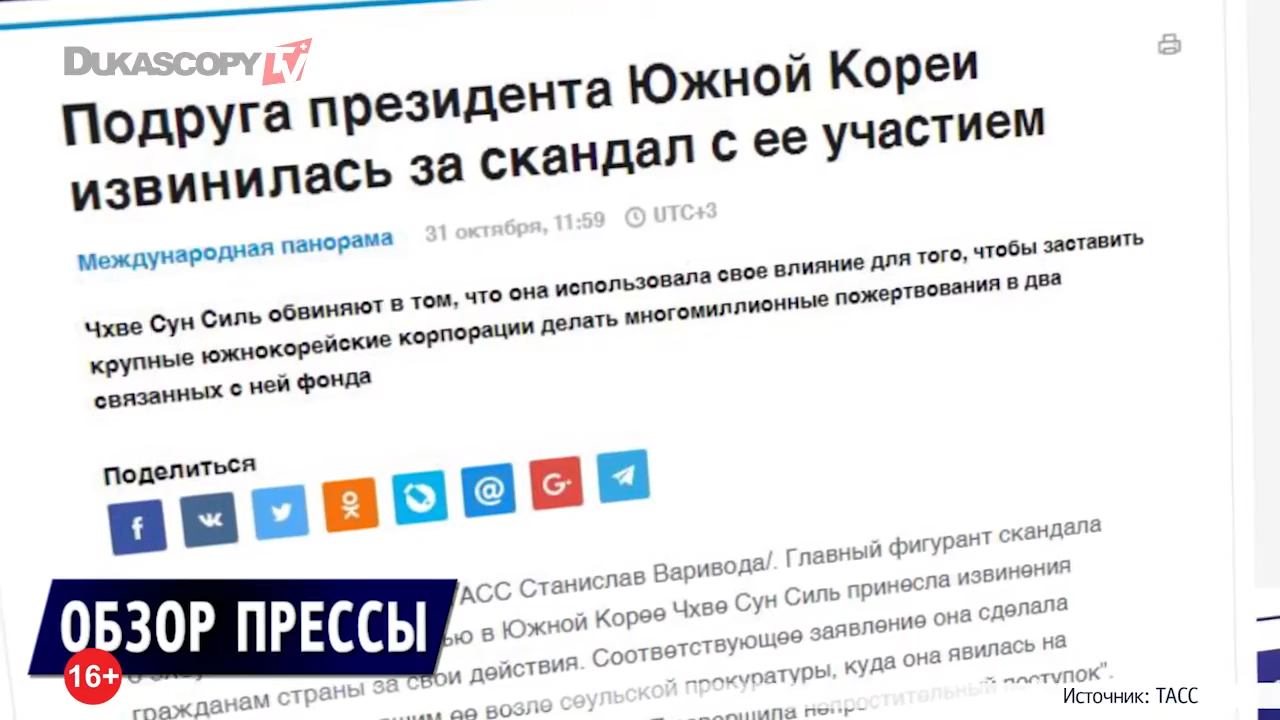 DUKASCOPY TV
Подруга президента Южной Кореи
извинилась за скандал с ее участием
Международная панорама 31 октября, 11:59 UTC+3
Чхве Сун Силь обвиняют в том, что она использовала свое влияние для того, чтобы заставить
крупные южнокорейские корпорации делать многомиллионные пожертвования в два
связанных с ней фонда
Поделиться
АСС Станислав Варивода/. Главный фигурант скандала
ью в Южной Корее Чхве Сун Силь принесла извинения
гражданам страны за свои действия. Соответствующее заявление она сделала
возле сеульской прокуратуры, куда она явилась на
непростительный поступок".
ОБЗОР ПРЕССЫ
16+
Источник: ТАСС